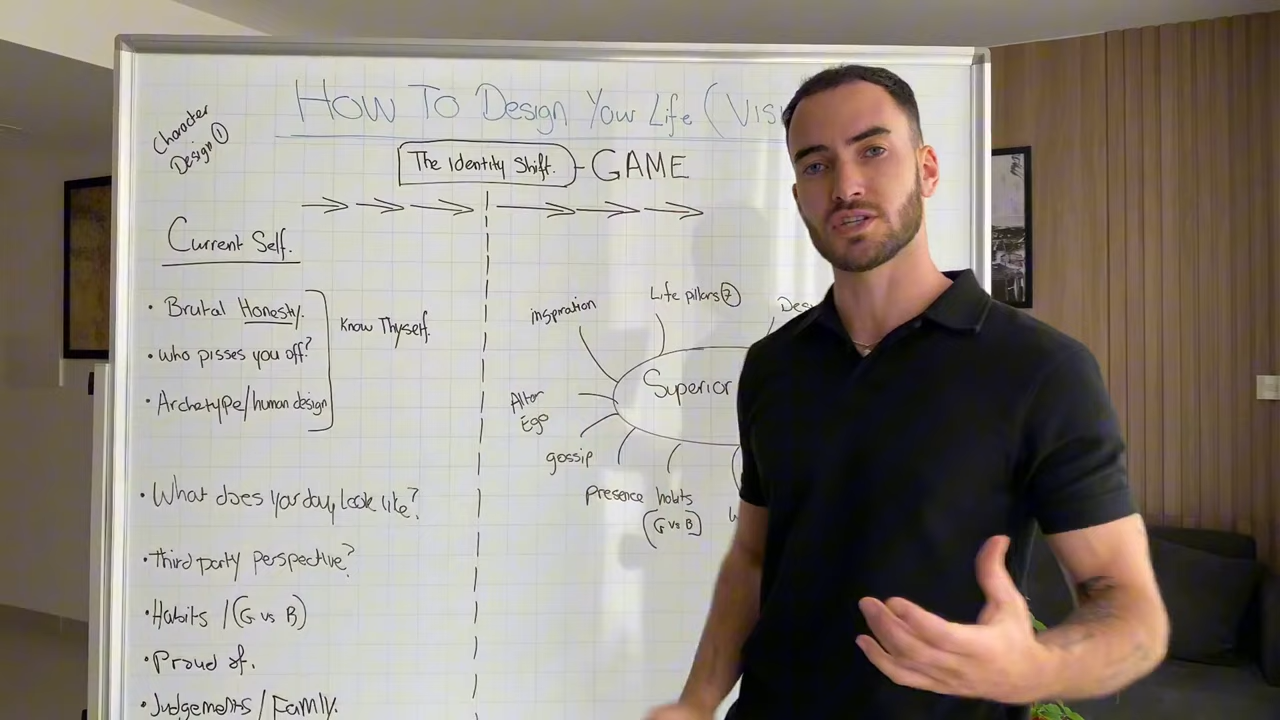 How To Design Your Life (Vis
Character
Design ①
The Identity Shift. - GAME
Current Self.
• Brutal Honesty.
• who pisses you off?
• Archetype/human design
Know Thyself.
• What does your day look like?
• Third party perspective?
• Habits / (G vs B)
• Proud of.
• Judgements / Family.
inspiration
Life pillars ⑦
Des
Superior
Alter
Ego
gossip
presence habits
(G vs B)